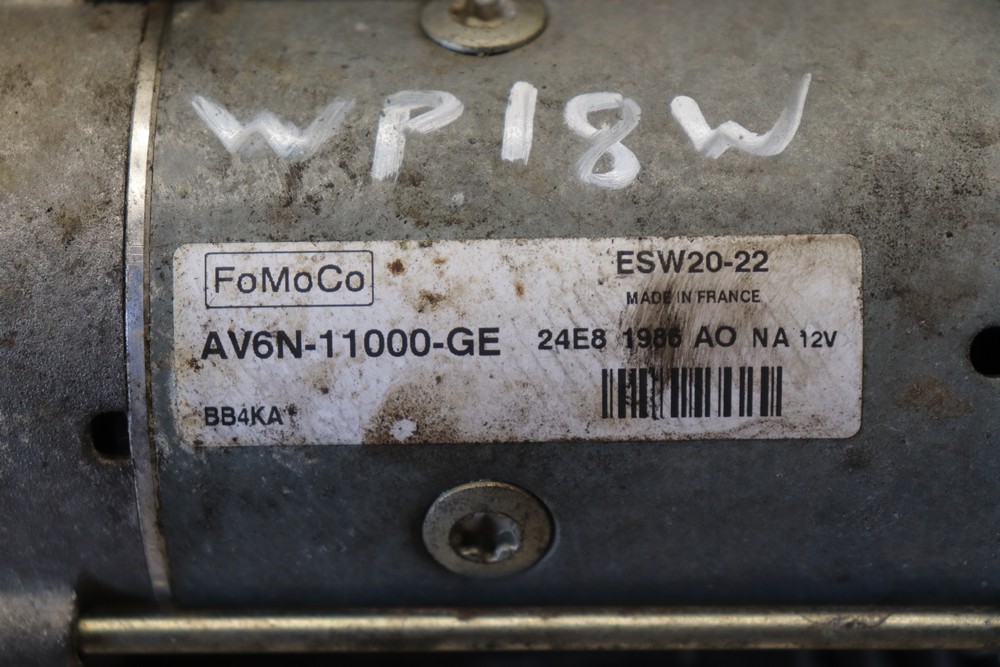 WP18W
FoMoCo
ESW20-22
MADE IN FRANCE
AV6N-11000-GE
24E8 1986 AO NA 12V
BB4KA